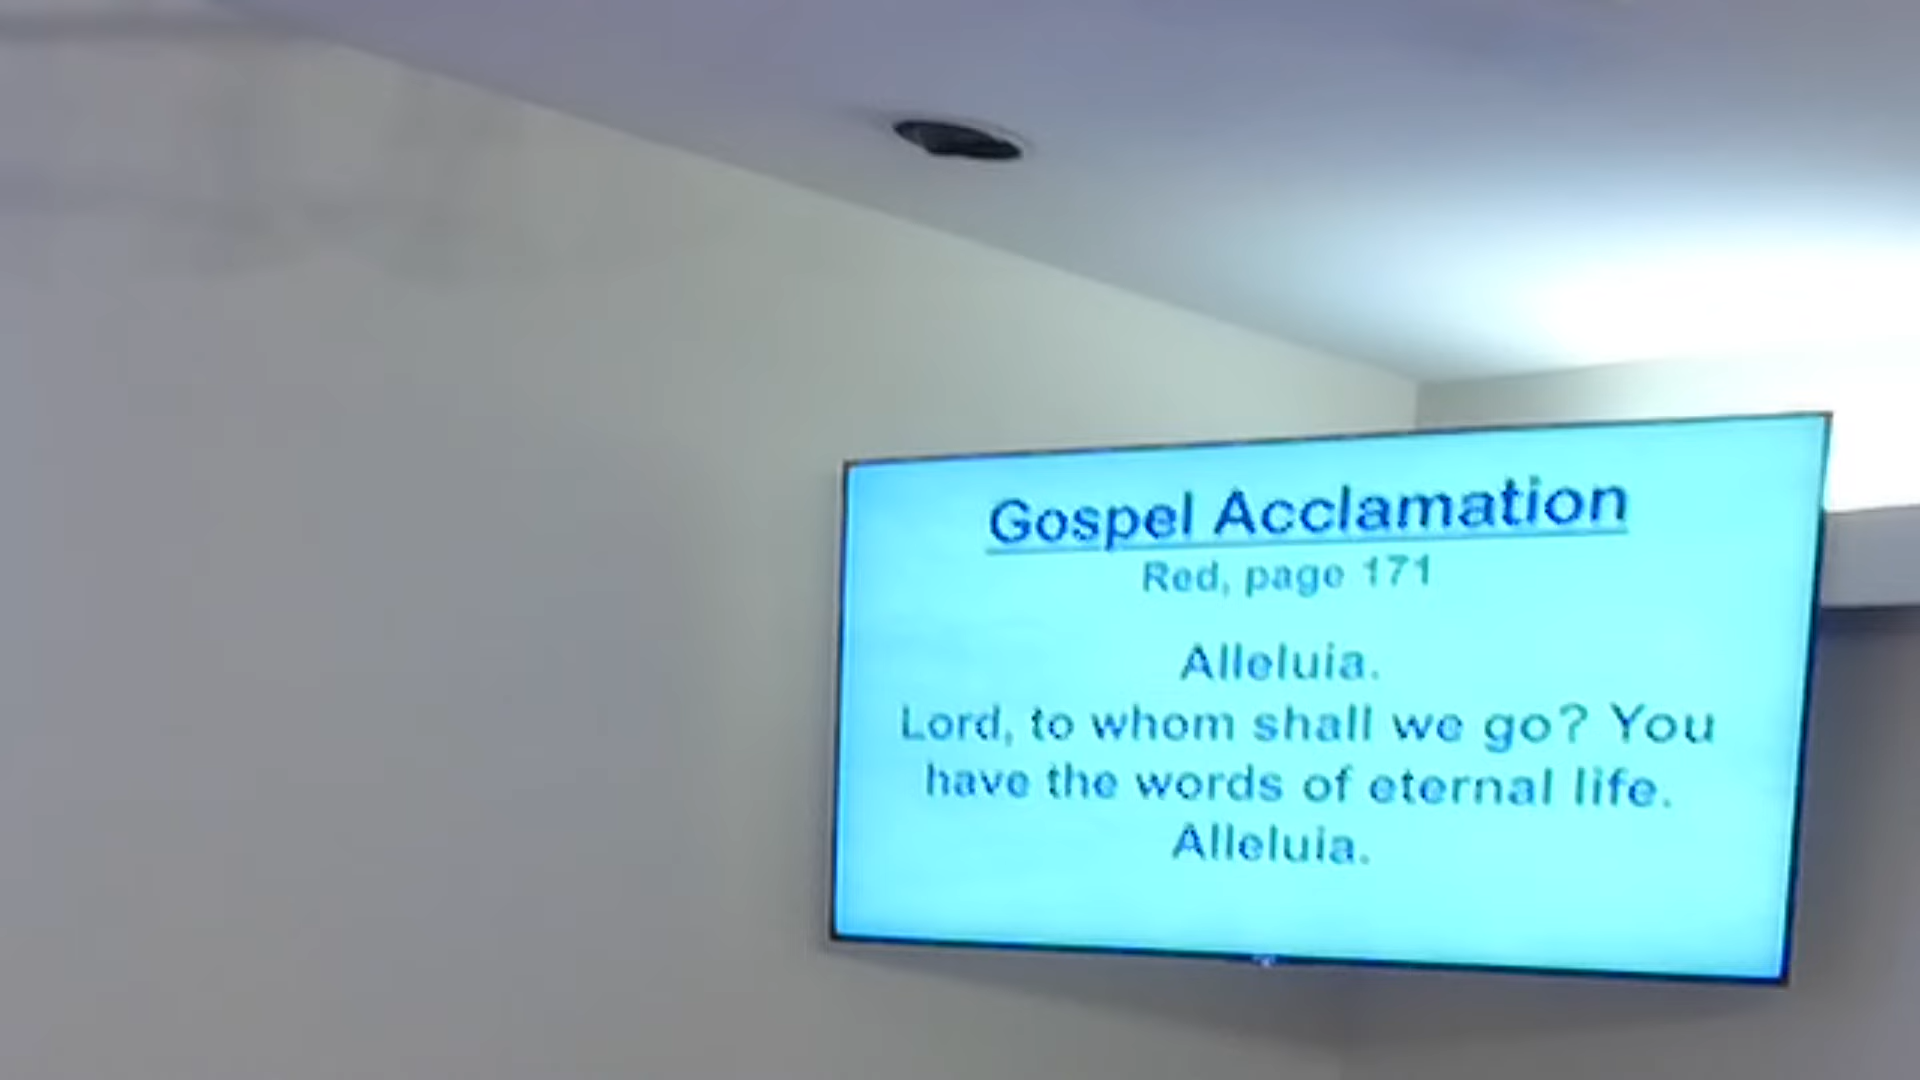 Gospel Acclamation
Red, page 171
Alleluia.
Lord, to whom shall we go? You
have the words of eternal life.
Alleluia.